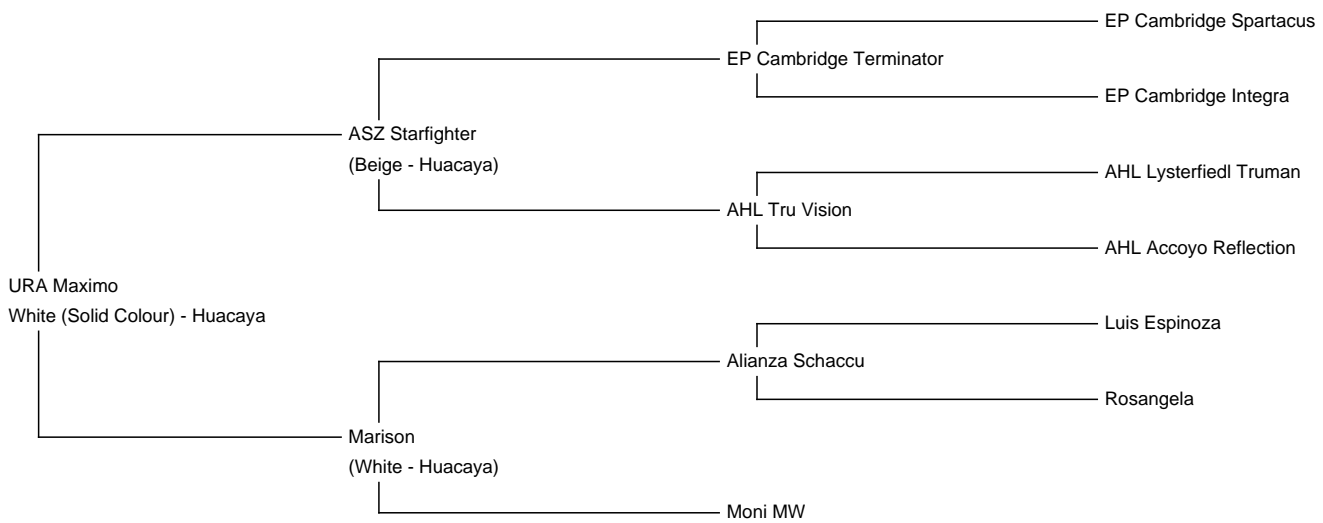 EP Cambridge Spartacus
EP Cambridge Terminator
EP Cambridge Integra
ASZ Starfighter
(Beige - Huacaya)
AHL Lysterfiedl Truman
AHL Tru Vision
AHL Accoyo Reflection
URA Maximo
White (Solid Colour) - Huacaya
Luis Espinoza
Alianza Schaccu
Rosangela
Marison
(White - Huacaya)
Moni MW